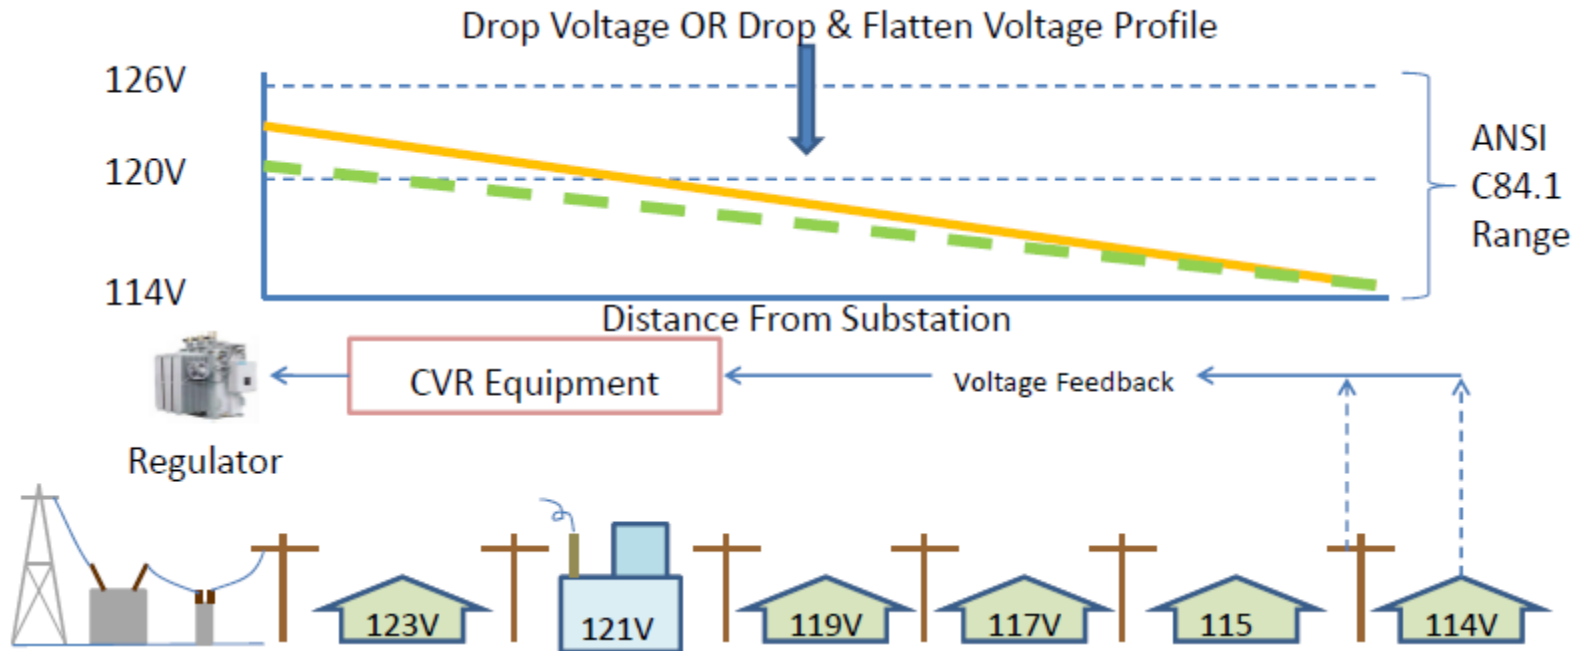 Drop Voltage OR Drop & Flatten Voltage Profile
126V
120V
114V
ANSI
C84.1
Range
Distance From Substation
CVR Equipment
Voltage Feedback
Regulator
123V
121V
119V
117V
115
114V